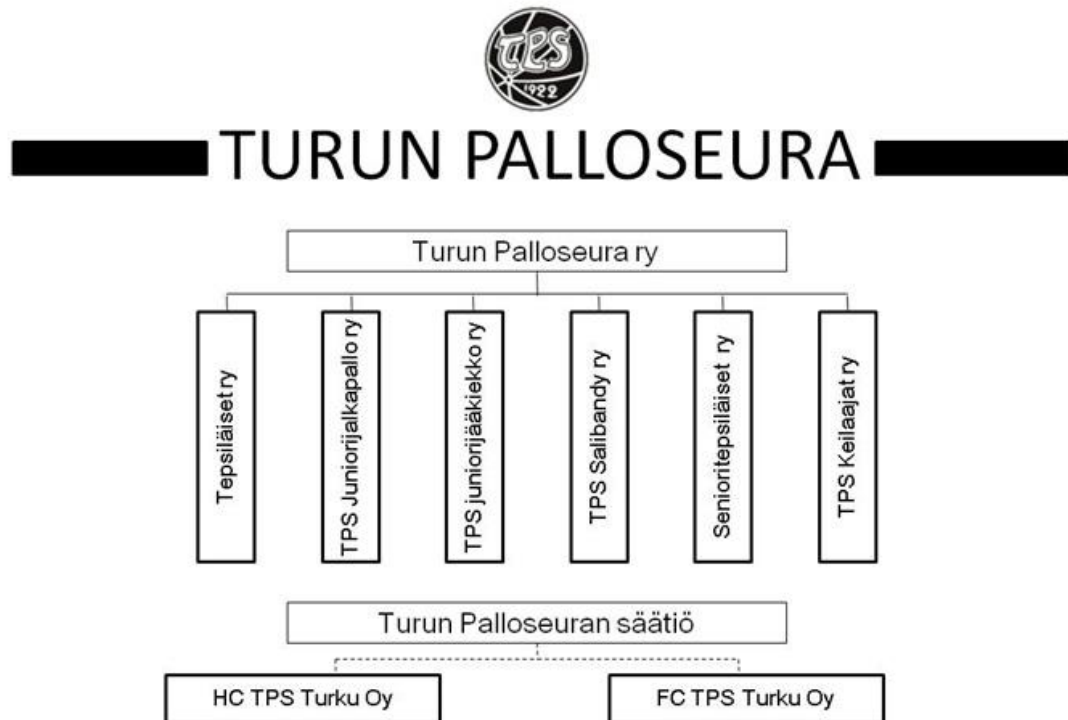 TPS
1922
TURUN PALLOSEURA
Turun Palloseura ry
Tepsiläiset ry
TPS Juniorijalkapallo ry
TPS juniorijääkiekko ry
TPS Salibandy ry
Senioritepsiläiset ry
TPS Keilaajat ry
Turun Palloseuran säätiö
HC TPS Turku Oy
FC TPS Turku Oy